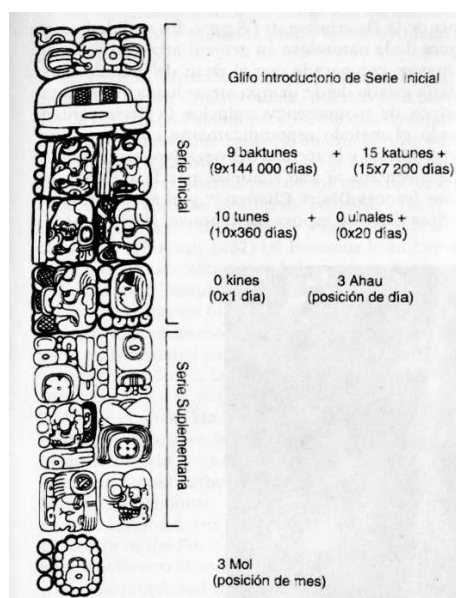 Glifo introductorio de Serie inicial
Serie Inicial
9 baktunes + 15 katunes +
(9x144 000 días) (15x7 200 días)
10 tunes + 0 uinales +
(10x360 días) (0x20 días)
0 kines 3 Ahau
(0x1 día) (posición de día)
Serie Suplementaria
3 Mol
(posición de mes)